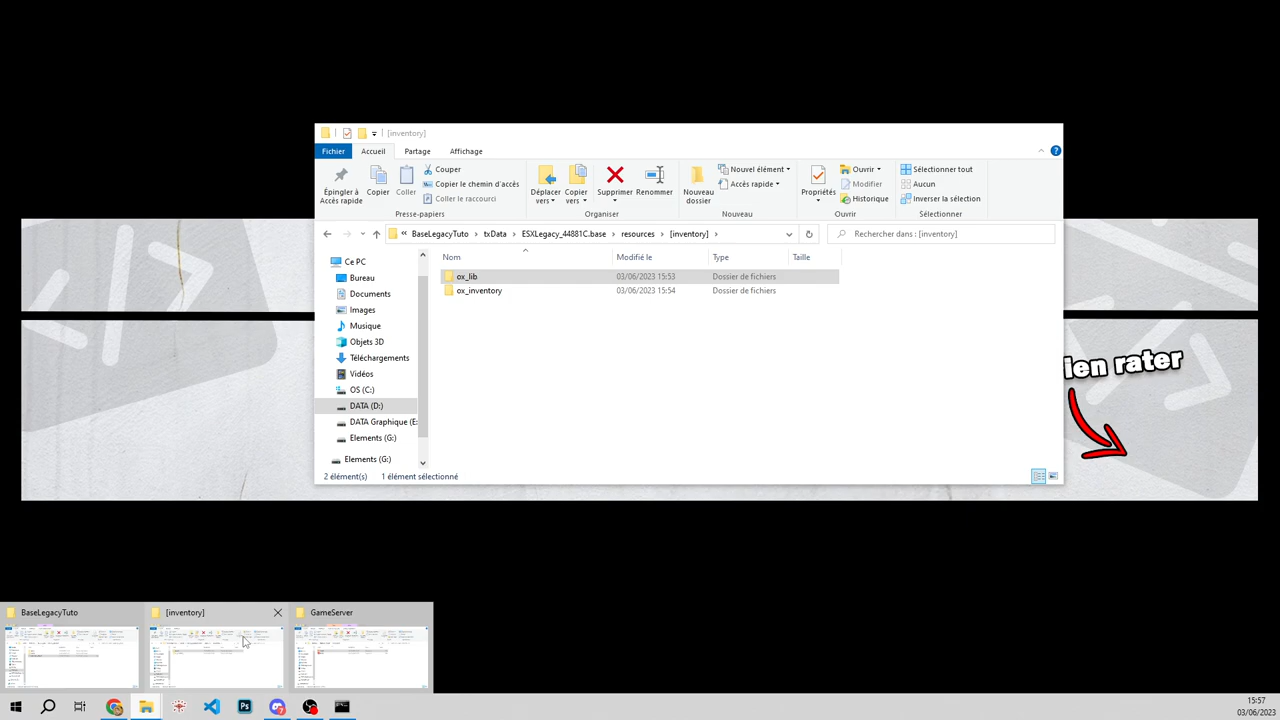 [inventory]
Fichier
Accueil
Partage
Affichage
Épingler à
Accès rapide
Copier
Coller
Couper
Copier le chemin d'accès
Coller le raccourci
Presse-papiers
Déplacer
vers
Copier
vers
Supprimer
Renommer
Organiser
Nouveau
dossier
Nouvel élément
Accès rapide
Nouveau
Propriétés
Ouvrir
Modifier
Historique
Ouvrir
Sélectionner tout
Aucun
Inverser la sélection
Sélectionner
« BaseLegacyTuto > txData > ESXLegacy_44881C.base > resources > [inventory] >
Rechercher dans : [inventory]
Nom Modifié le Type Taille
ox_lib 03/06/2023 15:53 Dossier de fichiers
ox_inventory 03/06/2023 15:54 Dossier de fichiers
Ce PC
Bureau
Documents
Images
Musique
Objets 3D
Téléchargements
Vidéos
OS (C:)
DATA (D:)
DATA Graphique (E:
Elements (G:)
Elements (G:)
2 élément(s) 1 élément sélectionné
ien rater
BaseLegacyTuto
[inventory]
GameServer
Ps
15:57
03/06/2023